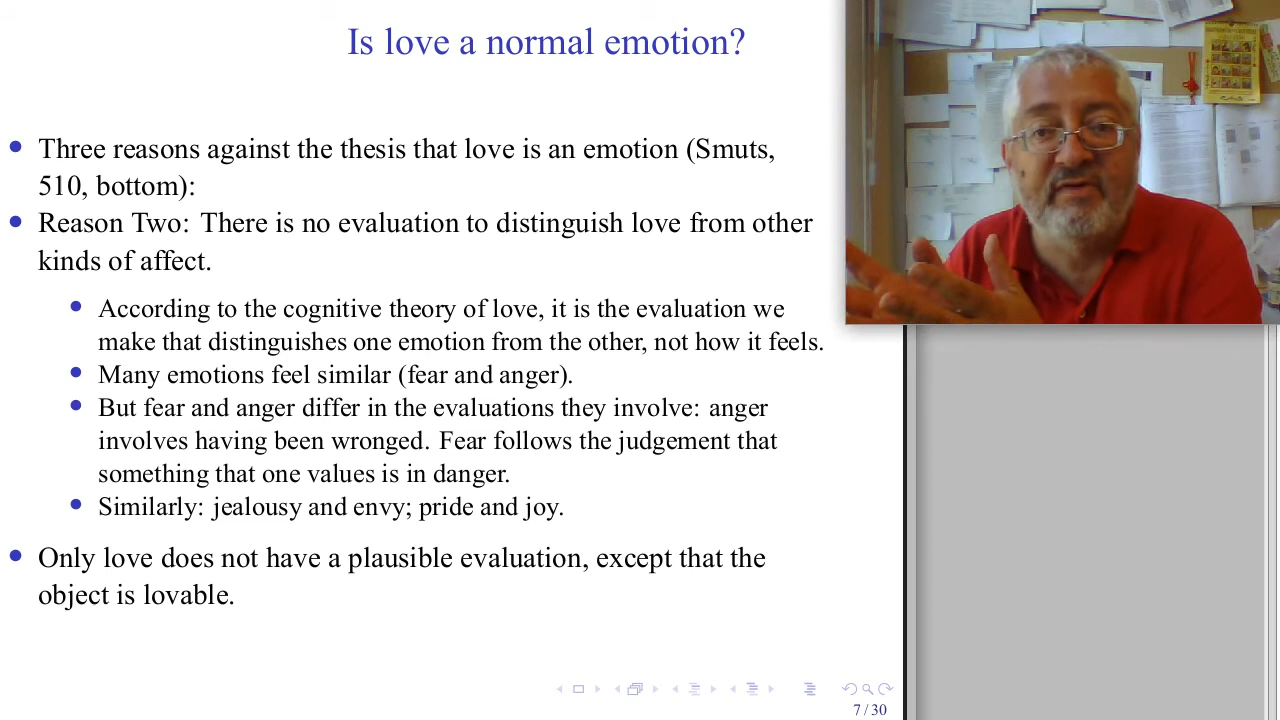 Is love a normal emotion?
Three reasons against the thesis that love is an emotion (Smuts,
510, bottom):
Reason Two: There is no evaluation to distinguish love from other
kinds of affect.
According to the cognitive theory of love, it is the evaluation we
make that distinguishes one emotion from the other, not how it feels.
Many emotions feel similar (fear and anger).
But fear and anger differ in the evaluations they involve: anger
involves having been wronged. Fear follows the judgement that
something that one values is in danger.
Similarly: jealousy and envy; pride and joy.
Only love does not have a plausible evaluation, except that the
object is lovable.
7 / 30